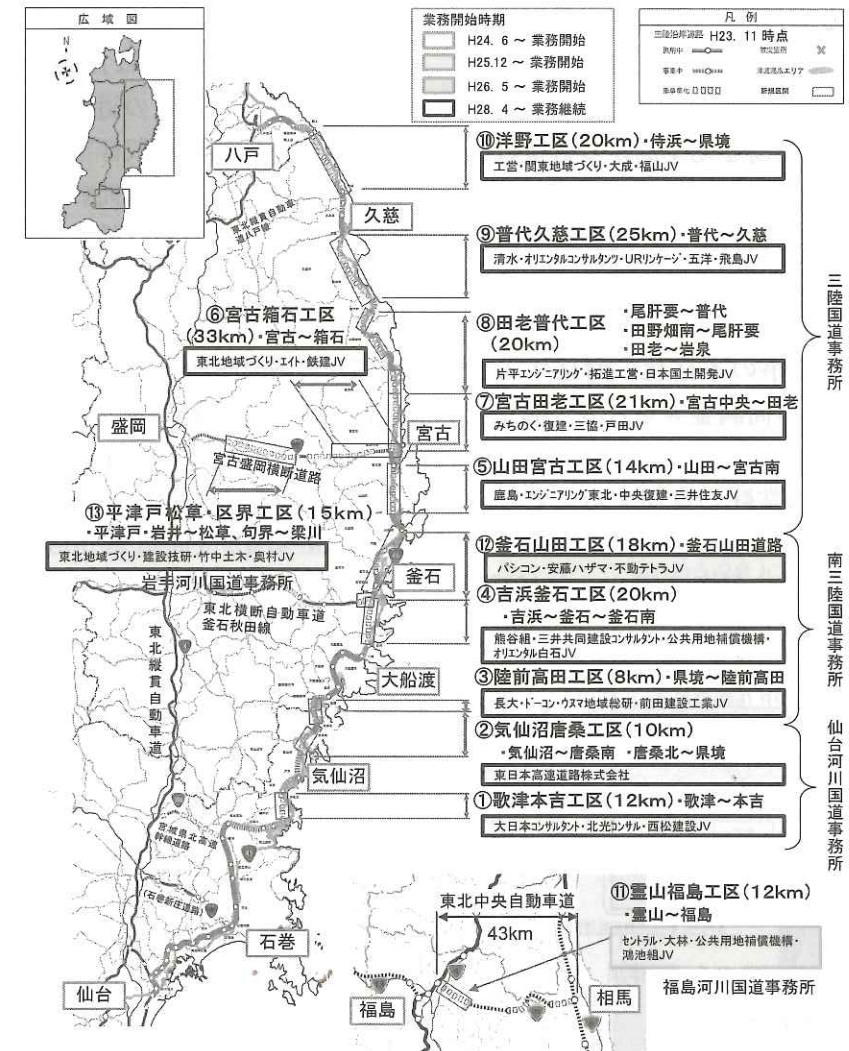 広域図
N
業務開始時期
H24. 6 ～ 業務開始
H25.12 ～ 業務開始
H26. 5 ～ 業務開始
H28. 4～ 業務継続
凡例
三陸沿岸道路 H23. 11 時点
事業中
新規区間
八戸
久慈
東北縦貫自動車道八戸線
⑩洋野工区(20km)・侍浜～県境
工営・関東地域づくり・大成・福山JV
⑨普代久慈工区(25km)・普代～久慈
清水・オリエンタルコンサルタンツ・URリンケージ・五洋・飛島JV
⑥宮古箱石工区
(33km)・宮古～箱石
東北地域づくり・エイト・鉄建JV
⑧田老普代工区
(20km)
・尾肝要～普代
・田野畑南～尾肝要
・田老～岩泉
片平エンジニアリング・拓進工営・日本国土開発JV
三陸国道事務所
⑦宮古田老工区(21km)・宮古中央～田老
みちのく・復建・三協・戸田JV
盛岡
宮古
宮古盛岡横断道路
⑤山田宮古工区(14km)・山田～宮古南
鹿島・エンジニアリング東北・中央復建・三井住友JV
⑬平津戸松草・区界工区(15km)
・平津戸・岩井～松草、句界～梁川
東北地域づくり・建設技研・竹中土木・奥村JV
岩手河川国道事務所
⑫釜石山田工区(18km)・釜石山田道路
パシコン・安藤ハザマ・不動テトラJV
釜石
東北横断自動車道
釜石秋田線
④吉浜釜石工区(20km)
・吉浜～釜石～釜石南
熊谷組・三井共同建設コンサルタント・公共用地補償機構・
オリエンタル白石JV
南三陸国道事務所
東北縦貫自動車道
大船渡
③陸前高田工区(8km)・県境～陸前高田
長大・ドーコン・ウヌマ地域総研・前田建設工業JV
②気仙沼唐桑工区(10km)
・気仙沼～唐桑南 ・唐桑北～県境
東日本高速道路株式会社
気仙沼
①歌津本吉工区(12km)・歌津～本吉
大日本コンサルタント・北光コンサル・西松建設JV
仙台河川国道事務所
宮城県北高速
幹線道路
(石巻新庄道路)
石巻
仙台
東北中央自動車道
43km
⑪霊山福島工区(12km)
・霊山～福島
セントラル・大林・公共用地補償機構・
鴻池組JV
福島河川国道事務所
福島
相馬